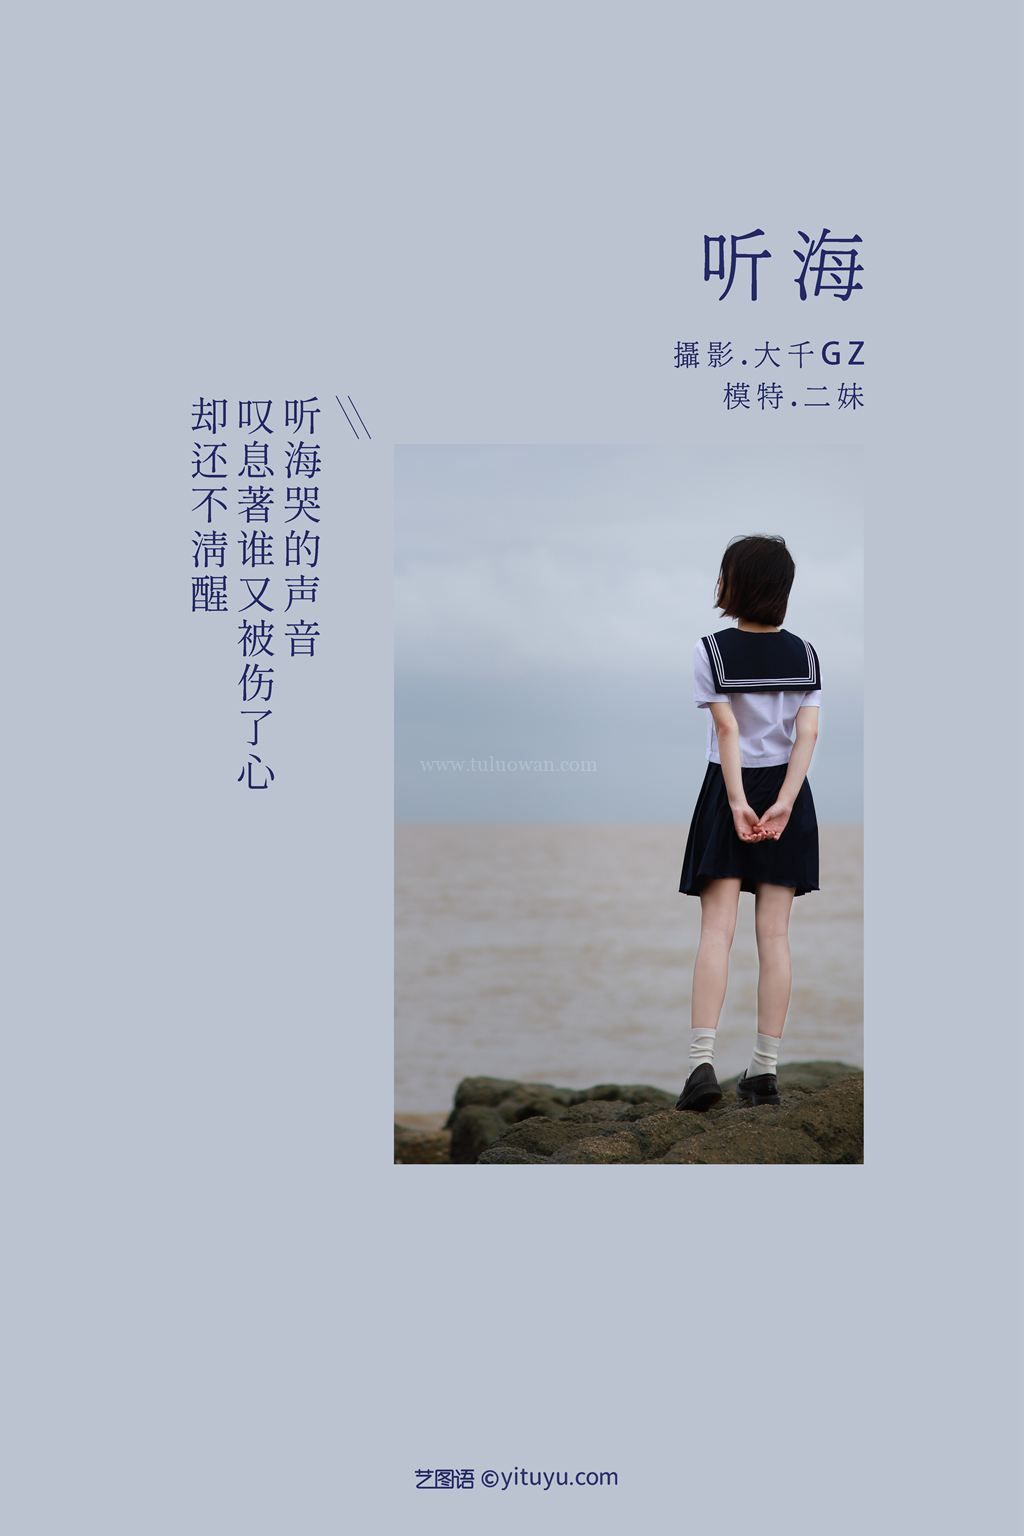 听海
攝影.大千GZ
模特.二妹
听海哭的声音
叹息著谁又被伤了心
却还不清醒
www.tuluowan.com
艺图语 ©yituyu.com